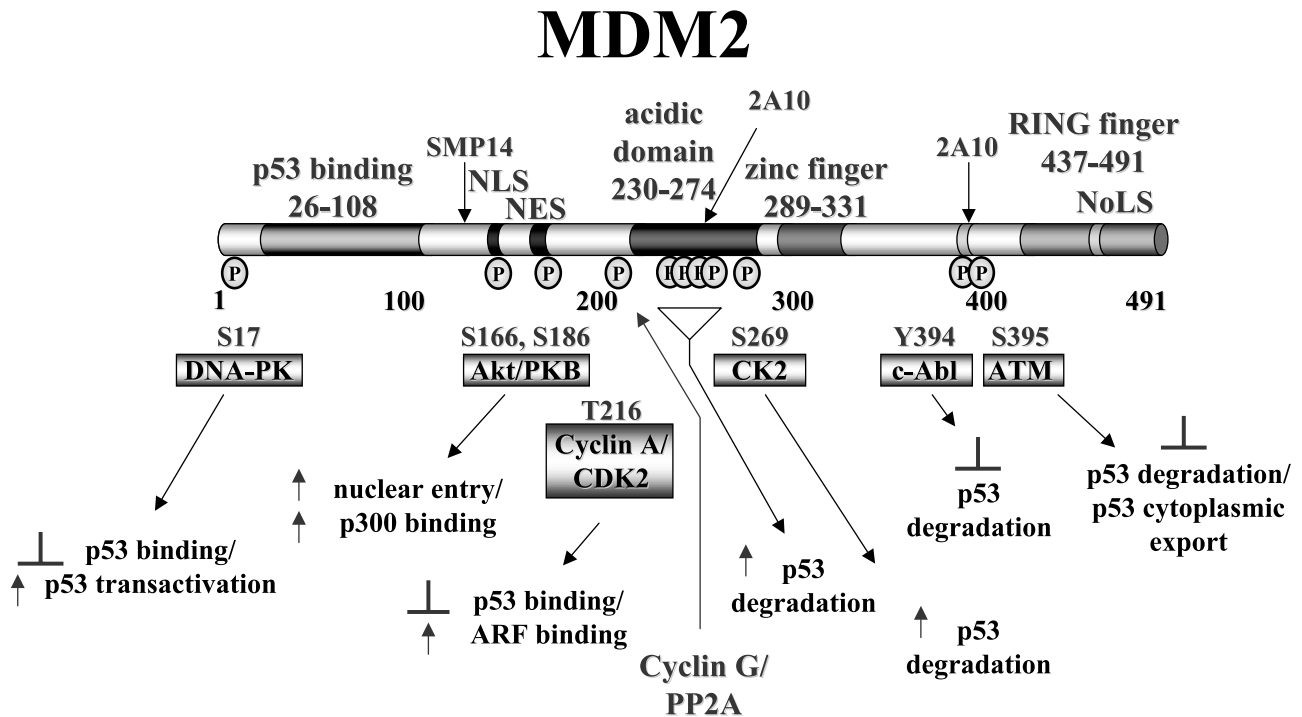 MDM2
2A10
acidic
domain
230-274
RING finger
437-491
SMP14
2A10
p53 binding
26-108
NLS
NES
zinc finger
289-331
NoLS
P
P
P
P
P
P
P
P
P
P
P
1
100
200
300
400
491
S17
DNA-PK
S166, S186
Akt/PKB
S269
CK2
Y394
c-Abl
S395
ATM
T216
Cyclin A/
CDK2
nuclear entry/
p300 binding
p53
degradation
p53 degradation/
p53 cytoplasmic
export
p53 binding/
p53 transactivation
p53
degradation
p53 binding/
ARF binding
p53
degradation
Cyclin G/
PP2A